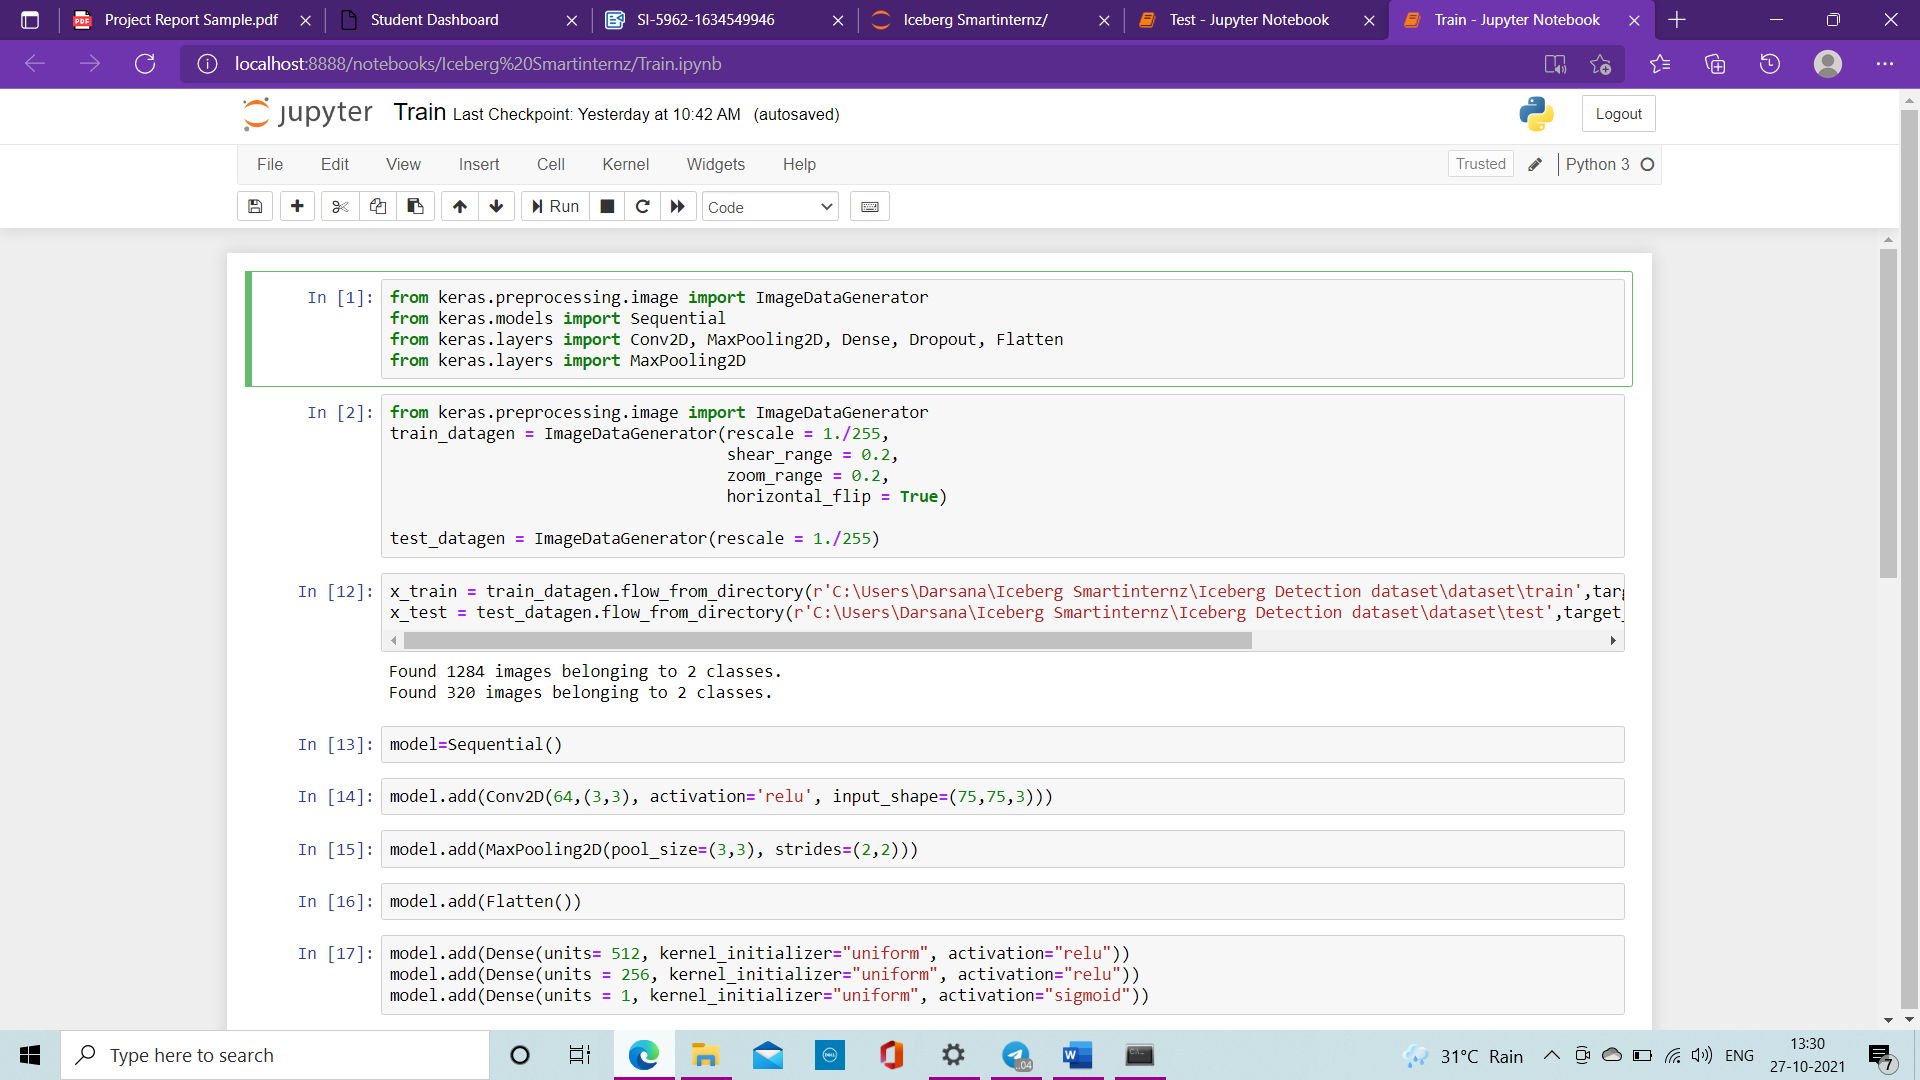 Project Report Sample.pdf
Student Dashboard
SI-5962-1634549946
Iceberg Smartinternz/
Test - Jupyter Notebook
Train - Jupyter Notebook
localhost:8888/notebooks/Iceberg%20Smartinternz/Train.ipynb
jupyter Train Last Checkpoint: Yesterday at 10:42 AM (autosaved)
Logout
File Edit View Insert Cell Kernel Widgets Help
Trusted Python 3
Run Code
In [1]: from keras.preprocessing.image import ImageDataGenerator
from keras.models import Sequential
from keras.layers import Conv2D, MaxPooling2D, Dense, Dropout, Flatten
from keras.layers import MaxPooling2D
In [2]: from keras.preprocessing.image import ImageDataGenerator
train_datagen = ImageDataGenerator(rescale = 1./255,
shear_range = 0.2,
zoom_range = 0.2,
horizontal_flip = True)
test_datagen = ImageDataGenerator(rescale = 1./255)
In [12]: x_train = train_datagen.flow_from_directory(r'C:\Users\Darsana\Iceberg Smartinternz\Iceberg Detection dataset\dataset\train',tar
x_test = test_datagen.flow_from_directory(r'C:\Users\Darsana\Iceberg Smartinternz\Iceberg Detection dataset\dataset\test',target_
Found 1284 images belonging to 2 classes.
Found 320 images belonging to 2 classes.
In [13]: model=Sequential()
In [14]: model.add(Conv2D(64,(3,3), activation='relu', input_shape=(75,75,3)))
In [15]: model.add(MaxPooling2D(pool_size=(3,3), strides=(2,2)))
In [16]: model.add(Flatten())
In [17]: model.add(Dense(units= 512, kernel_initializer="uniform", activation="relu"))
model.add(Dense(units = 256, kernel_initializer="uniform", activation="relu"))
model.add(Dense(units = 1, kernel_initializer="uniform", activation="sigmoid"))
Type here to search
31°C Rain
ENG
13:30
27-10-2021
7